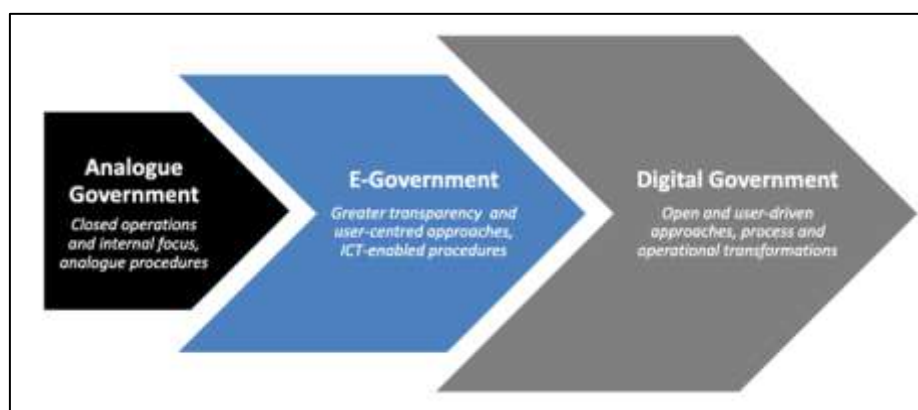 Analogue
Government
Closed operations
and internal focus,
analogue procedures
E-Government
Greater transparency and
user-centred approaches,
ICT-enabled procedures
Digital Government
Open and user-driven
approaches, process and
operational transformations